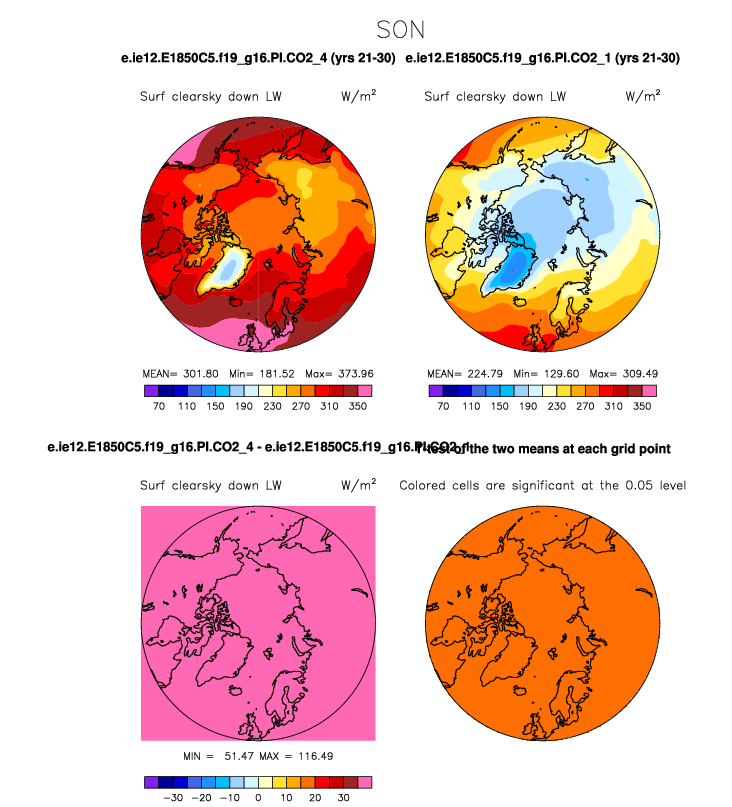 SON
e.ie12.E1850C5.f19_g16.PI.CO2_4 (yrs 21-30) e.ie12.E1850C5.f19_g16.PI.CO2_1 (yrs 21-30)
Surf clearsky down LW W/m² Surf clearsky down LW W/m²
MEAN= 301.80 Min= 181.52 Max= 373.96 MEAN= 224.79 Min= 129.60 Max= 309.49
70 110 150 190 230 270 310 350 70 110 150 190 230 270 310 350
e.ie12.E1850C5.f19_g16.PI.CO2_4 - e.ie12.E1850C5.f19_g16.PI.CO2_1 T-test of the two means at each grid point
Surf clearsky down LW W/m² Colored cells are significant at the 0.05 level
MIN = 51.47 MAX = 116.49
-30 -20 -10 0 10 20 30